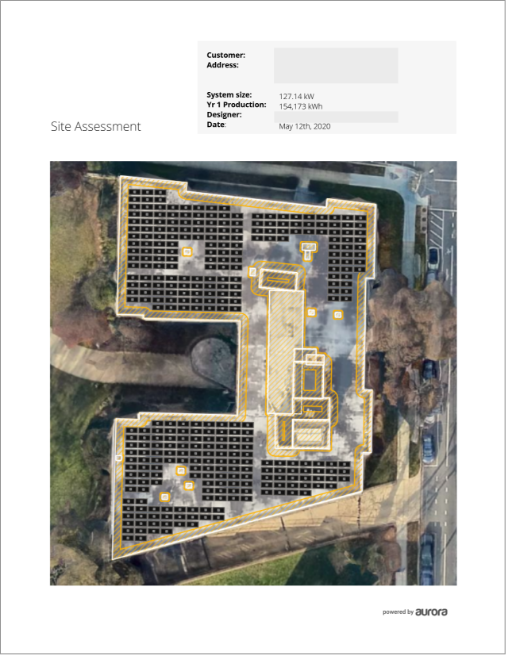 Customer:
Address:
System size: 127.14 kW
Yr 1 Production: 154,173 kWh
Designer:
Date: May 12th, 2020
Site Assessment
powered by aurora